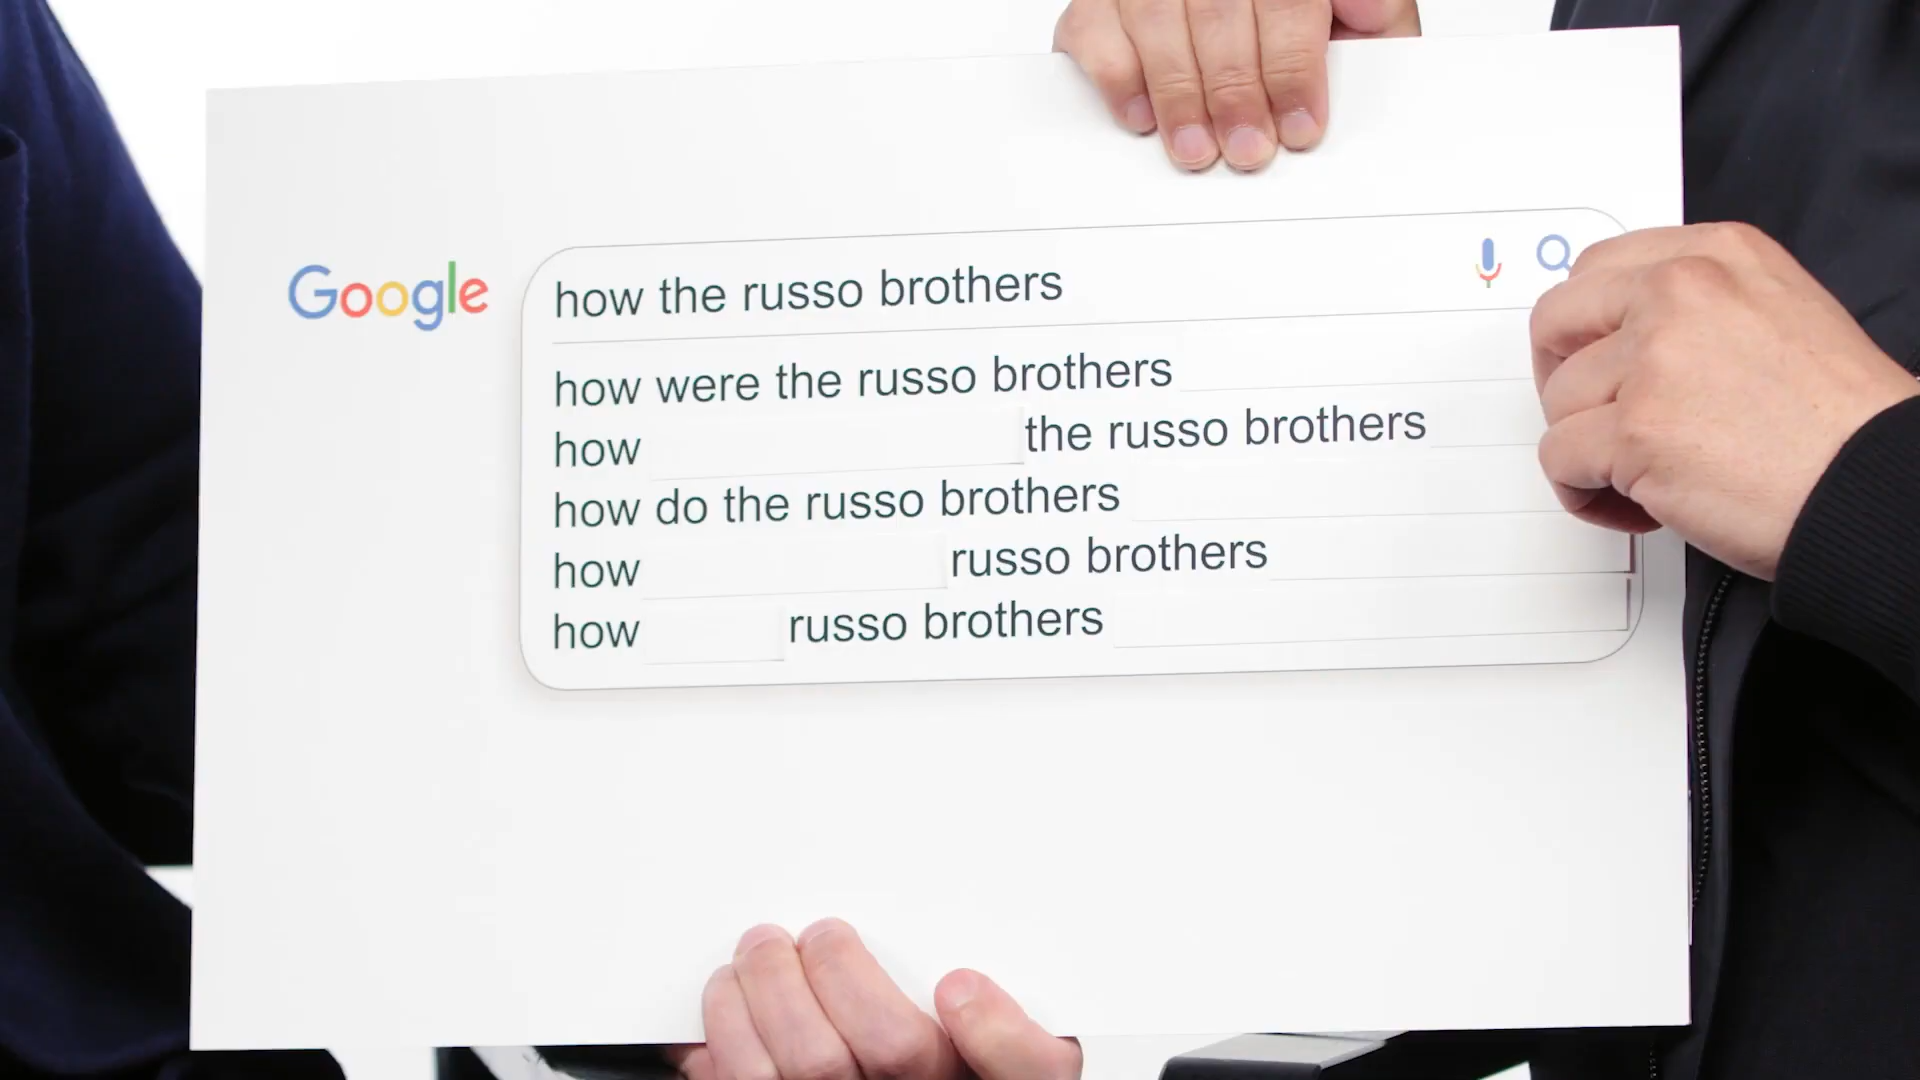 Google
how the russo brothers
how were the russo brothers
how the russo brothers
how do the russo brothers
how russo brothers
how russo brothers